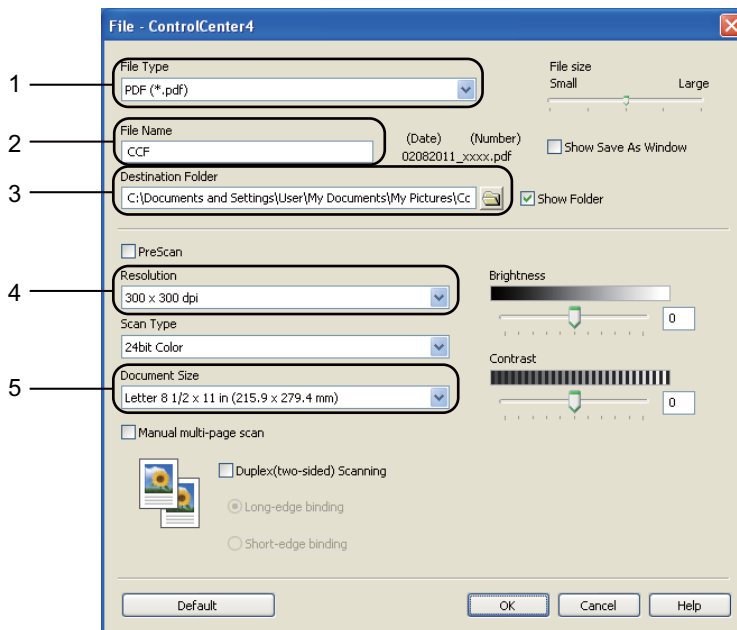 File - ControlCenter4
1
File Type
PDF (*.pdf)
File size
Small Large
2
File Name
CCF
(Date) (Number)
02082011_xxxx.pdf
Show Save As Window
3
Destination Folder
C:\Documents and Settings\User\My Documents\My Pictures\Cc
Show Folder
PreScan
4
Resolution
300 x 300 dpi
Brightness
0
Scan Type
24bit Color
Contrast
0
5
Document Size
Letter 8 1/2 x 11 in (215.9 x 279.4 mm)
Manual multi-page scan
Duplex(two-sided) Scanning
Long-edge binding
Short-edge binding
Default OK Cancel Help